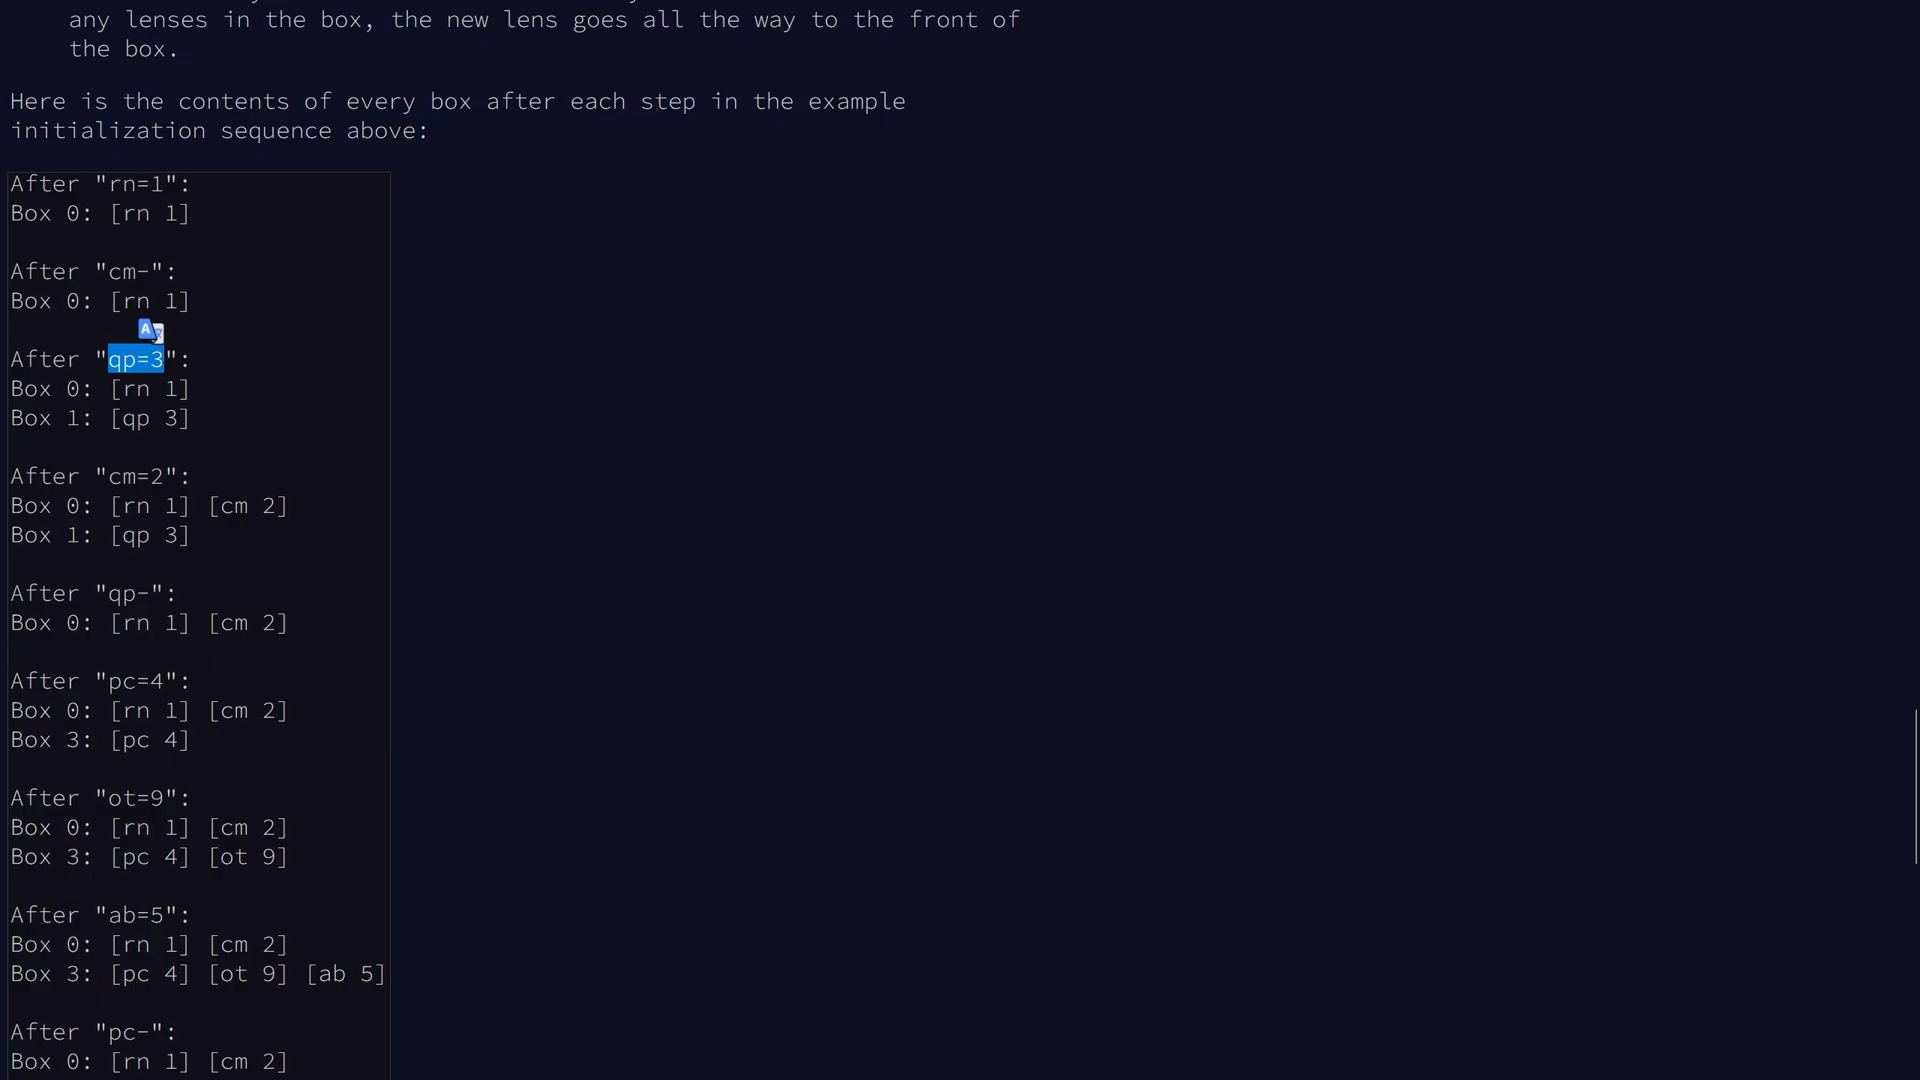 any lenses in the box, the new lens goes all the way to the front of
the box.
Here is the contents of every box after each step in the example
initialization sequence above:
After "rn=1":
Box 0: [rn 1]
After "cm-":
Box 0: [rn 1]
After "qp=3":
Box 0: [rn 1]
Box 1: [qp 3]
After "cm=2":
Box 0: [rn 1] [cm 2]
Box 1: [qp 3]
After "qp-":
Box 0: [rn 1] [cm 2]
After "pc=4":
Box 0: [rn 1] [cm 2]
Box 3: [pc 4]
After "ot=9":
Box 0: [rn 1] [cm 2]
Box 3: [pc 4] [ot 9]
After "ab=5":
Box 0: [rn 1] [cm 2]
Box 3: [pc 4] [ot 9] [ab 5]
After "pc-":
Box 0: [rn 1] [cm 2]